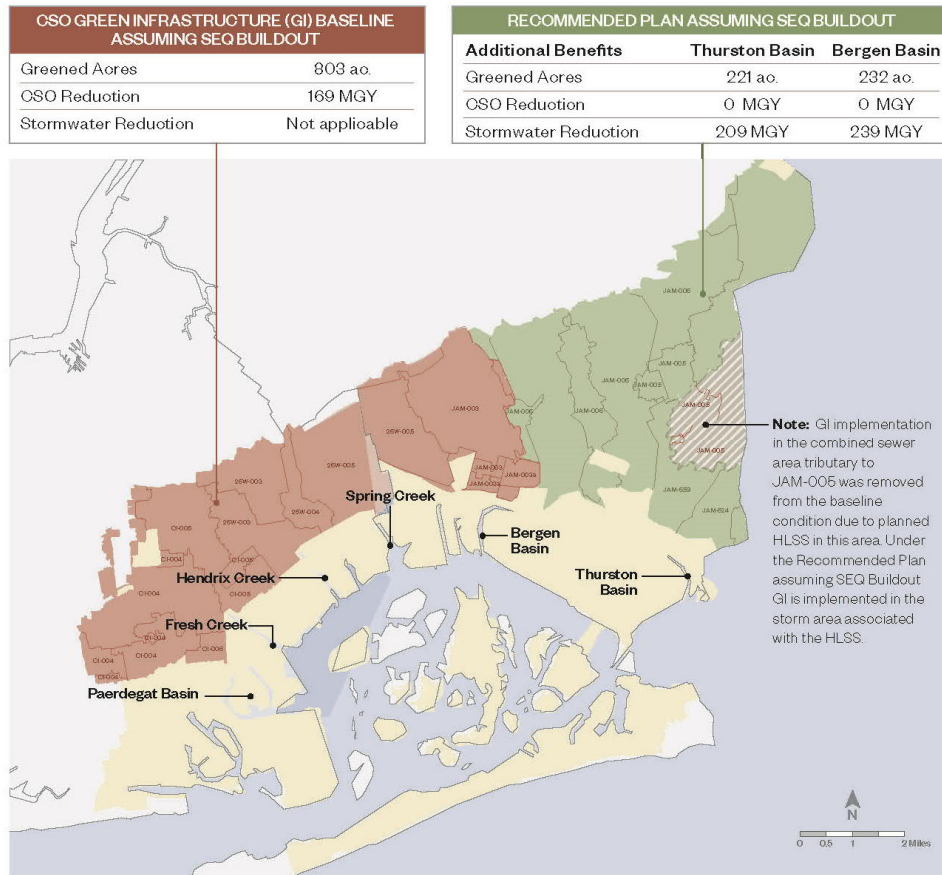 CSO GREEN INFRASTRUCTURE (GI) BASELINE
ASSUMING SEQ BUILDOUT
Greened Acres 803 ac.
CSO Reduction 169 MGY
Stormwater Reduction Not applicable
RECOMMENDED PLAN ASSUMING SEQ BUILDOUT
Additional Benefits Thurston Basin Bergen Basin
Greened Acres 221 ac. 232 ac.
CSO Reduction 0 MGY 0 MGY
Stormwater Reduction 209 MGY 239 MGY
JAM-006
JAM-005
JAM-005
JAM-006
JAM-003
26W-005
26W-005
26W-003
26W-004
JAM-003
JAM-003a
JAM-005
Spring Creek
Bergen
Basin
Hendrix Creek
Thurston
Basin
Fresh Creek
Paerdegat Basin
CI-005
CI-004
CI-005
CI-004
CI-004
CI-004
CI-004
Note: GI implementation
in the combined sewer
area tributary to
JAM-005 was removed
from the baseline
condition due to planned
HLSS in this area. Under
the Recommended Plan
assuming SEQ Buildout
GI is implemented in the
storm area associated
with the HLSS.
N
0 0.5 1 2 Miles